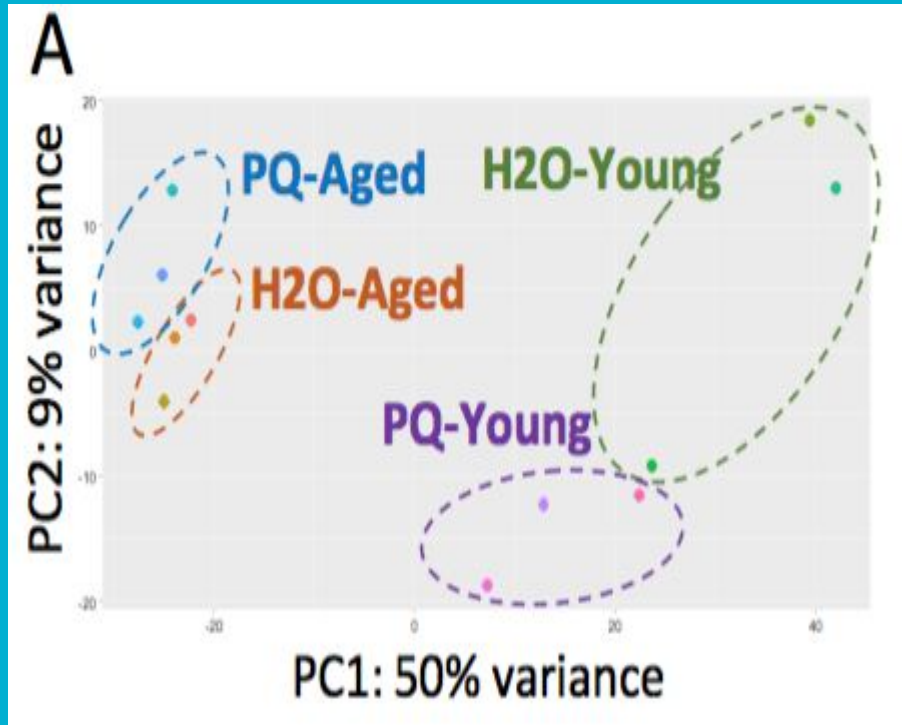 A
20
PQ-Aged
H2O-Young
10
H2O-Aged
0
PQ-Young
-10
-20
PC2: 9% variance
-20
0
20
40
PC1: 50% variance